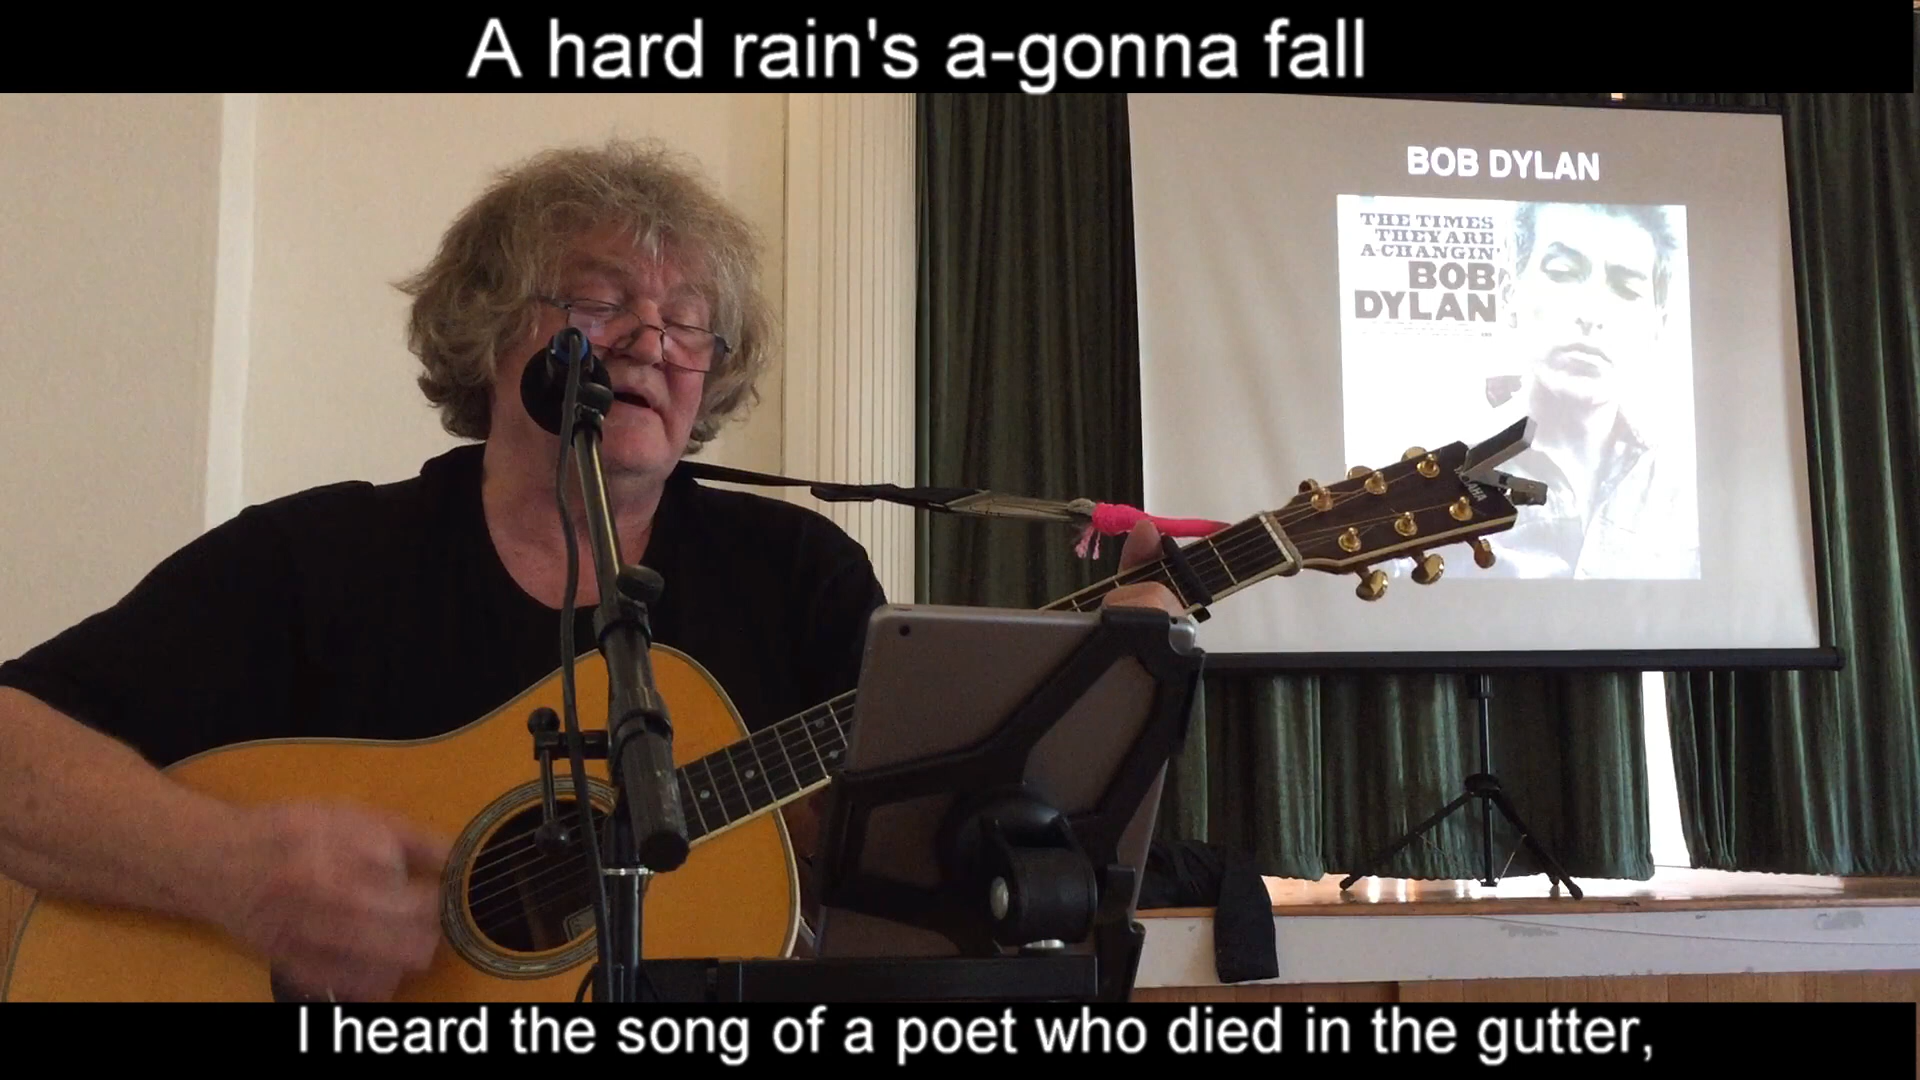 A hard rain's a-gonna fall
BOB DYLAN
THE TIMES
THEY ARE
A-CHANGIN'
BOB
DYLAN
YAMAHA
I heard the song of a poet who died in the gutter,